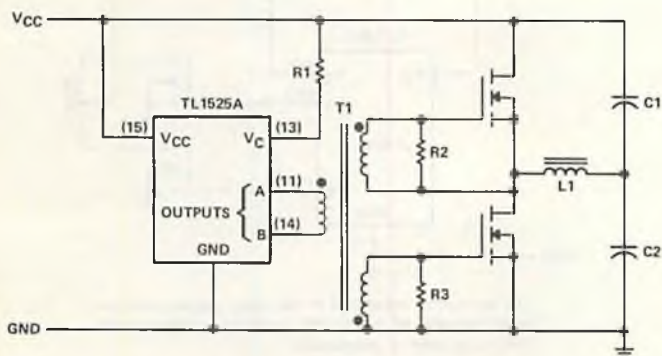 VCC
R1
TL1525A
T1
C1
(15)
VCC
VC
(13)
R2
(11)
A
OUTPUTS
L1
B
(14)
GND
C2
R3
GND